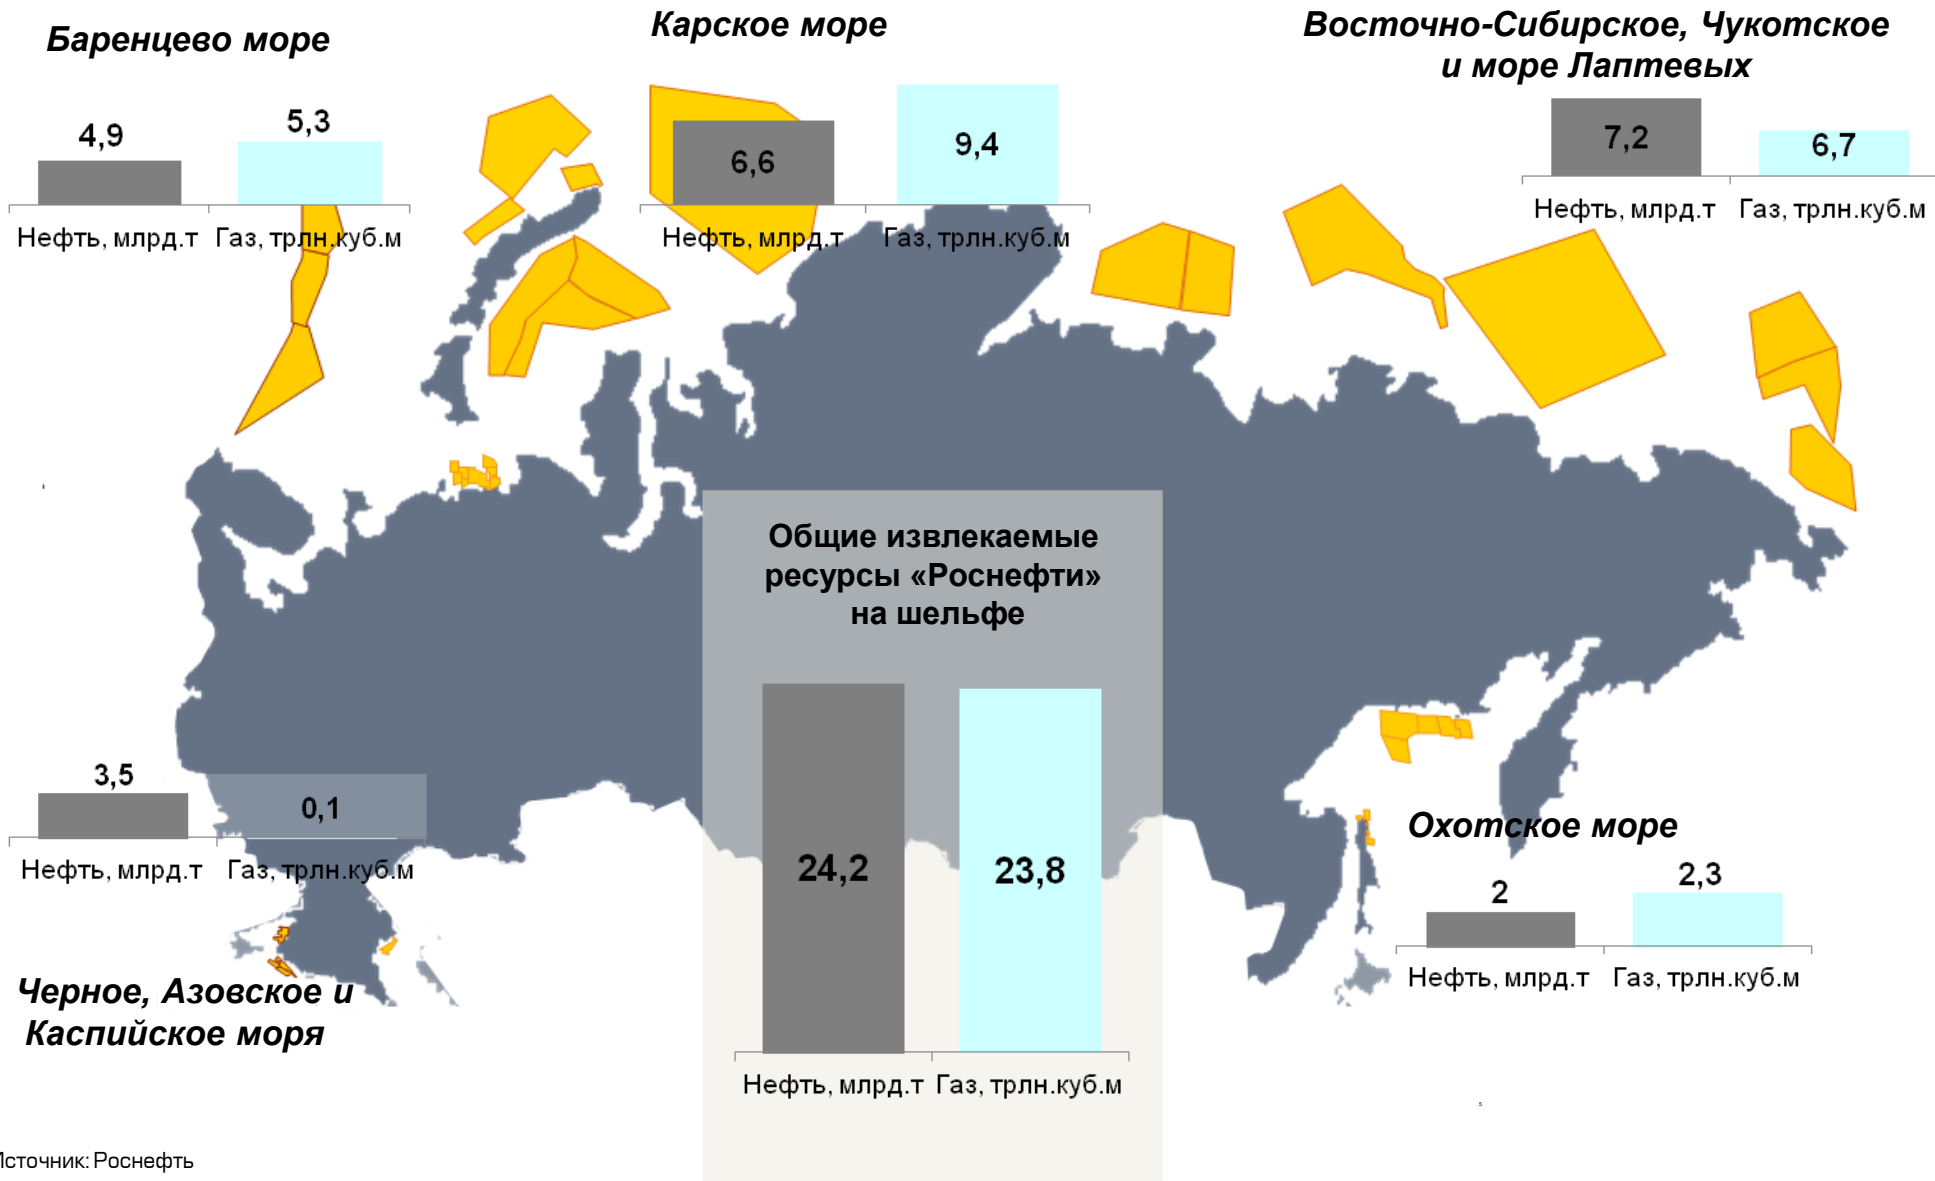 Баренцево море
4,9
5,3
Нефть, млрд.т Газ, трлн.куб.м
Карское море
6,6
9,4
Нефть, млрд.т Газ, трлн.куб.м
Восточно-Сибирское, Чукотское
и море Лаптевых
7,2
6,7
Нефть, млрд.т Газ, трлн.куб.м
Общие извлекаемые
ресурсы «Роснефти»
на шельфе
24,2
23,8
Нефть, млрд.т Газ, трлн.куб.м
3,5
0,1
Нефть, млрд.т Газ, трлн.куб.м
Черное, Азовское и
Каспийское моря
Охотское море
2
2,3
Нефть, млрд.т Газ, трлн.куб.м
Источник: Роснефть